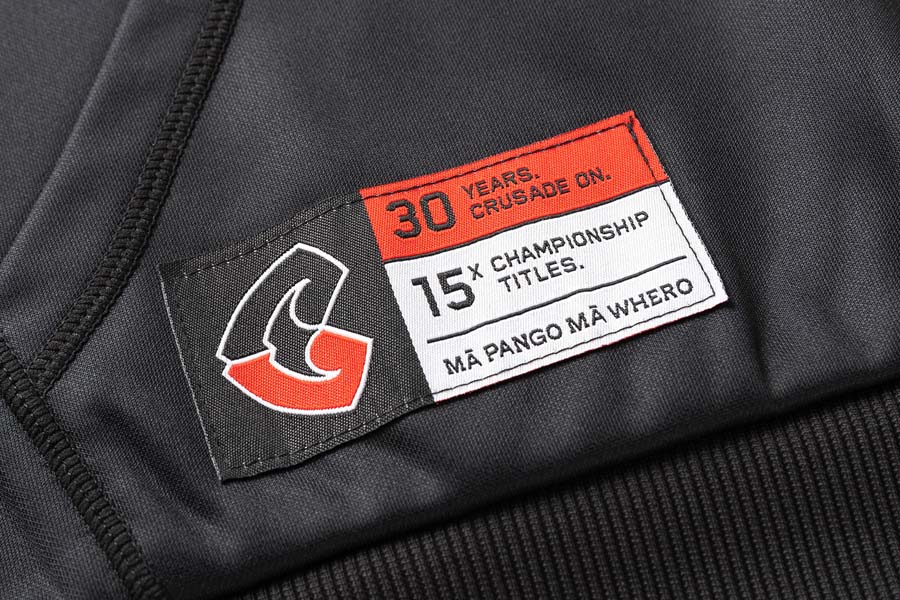 30 YEARS.
CRUSADE ON.
15X CHAMPIONSHIP
TITLES.
MĀ PANGO MĀ WHERO